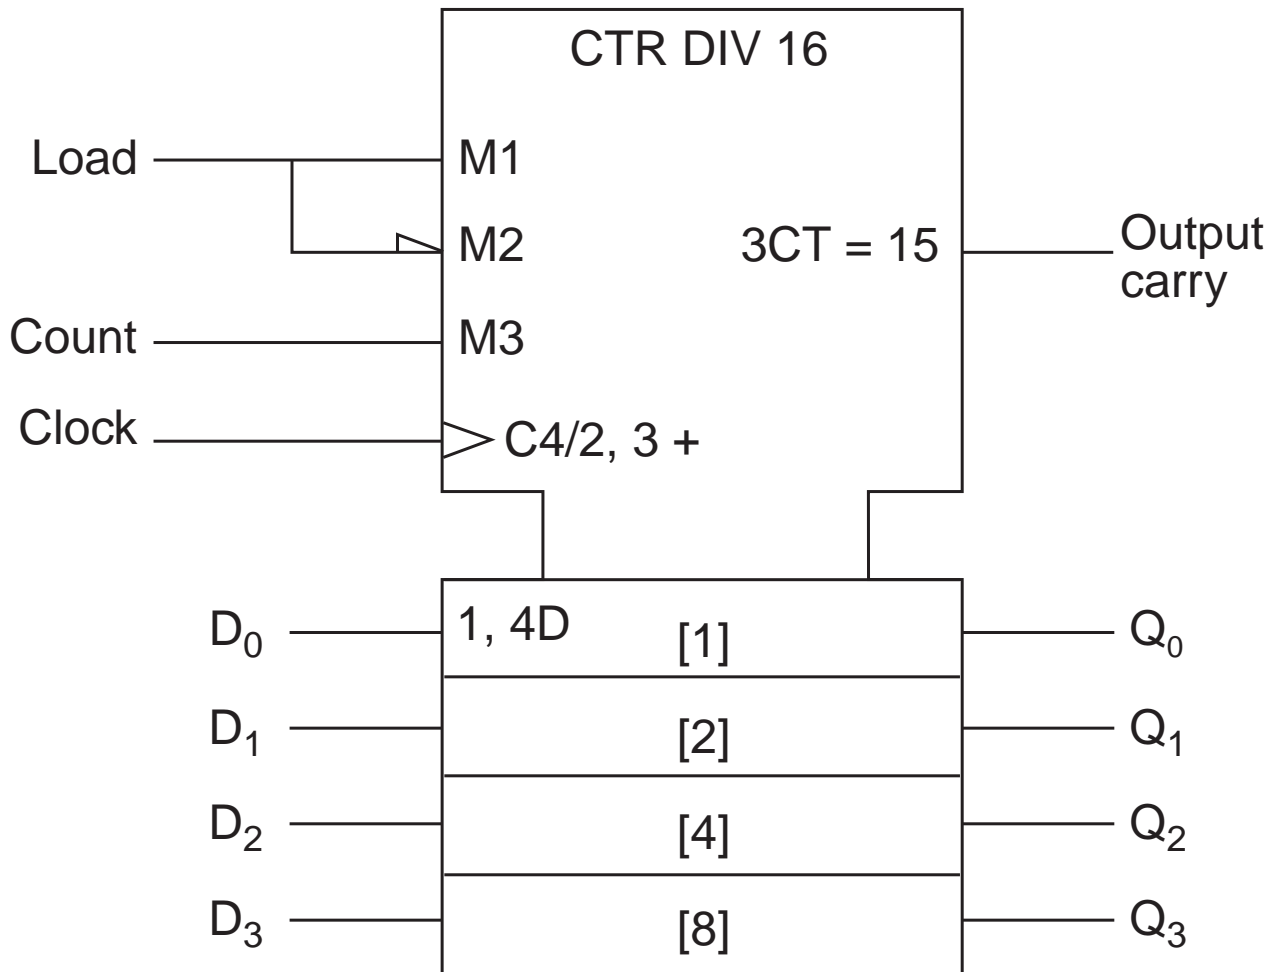 CTR DIV 16
Load M1
M2 3CT = 15 Output
carry
Count M3
Clock C4/2, 3 +
D0 1, 4D [1] Q0
D1 [2] Q1
D2 [4] Q2
D3 [8] Q3